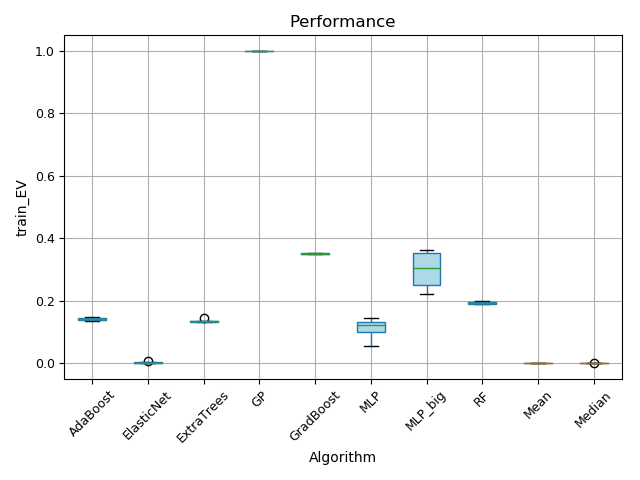 Performance
train_EV
1.0
0.8
0.6
0.4
0.2
0.0
AdaBoost
ElasticNet
ExtraTrees
GP
GradBoost
MLP
MLP_big
RF
Mean
Median
Algorithm